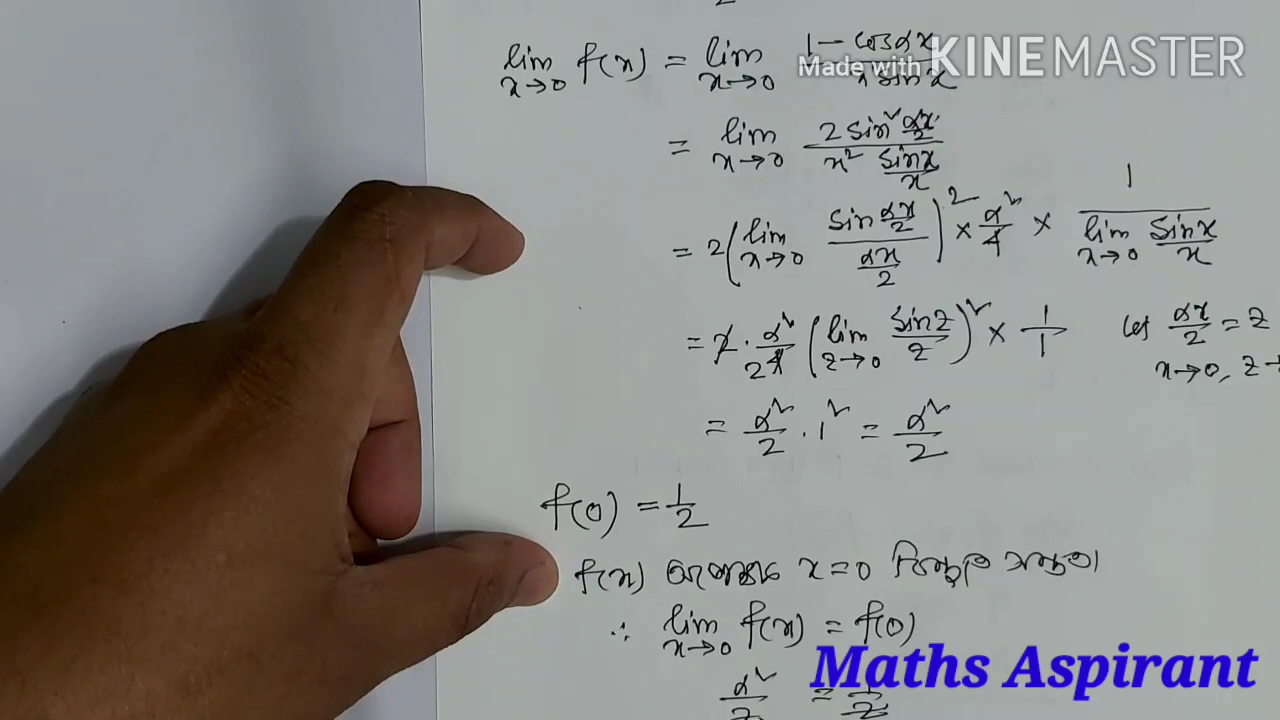 lim x→0 f(x) = lim x→0 (1 - cos αx)/(x sin x)
Made with KINEMASTER
= lim x→0 (2 sin² αx/2)/(x² sin x/x)
= 2 (lim x→0 (sin αx/2)/(αx/2))² × α²/4 × 1/(lim x→0 sin x/x)
= 2 · α²/4 2 (lim z→0 sin z/z)² × 1/1 let αx/2 = z
x→0, z→
= α²/2 · 1² = α²/2
f(0) = 1/2
f(x) অপেক্ষক x = 0 বিন্দুতে সন্তত।
∴ lim x→0 f(x) = f(0)
α²/2 = 1/2
Maths Aspirant